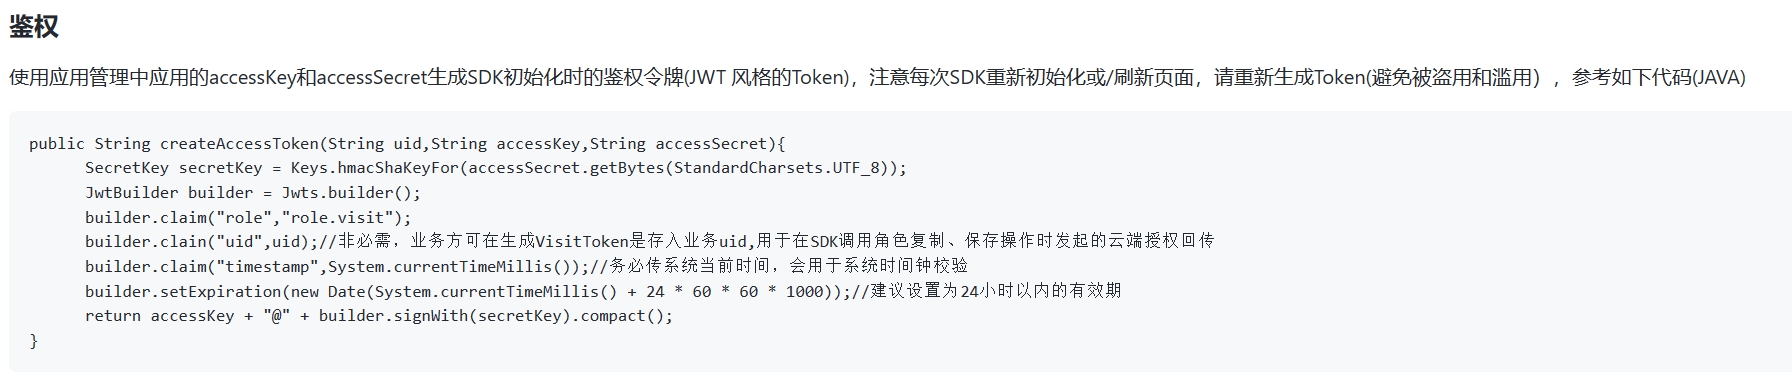 鉴权
使用应用管理中应用的accessKey和accessSecret生成SDK初始化时的鉴权令牌(JWT 风格的Token)，注意每次SDK重新初始化或/刷新页面，请重新生成Token(避免被盗用和滥用），参考如下代码(JAVA)
public String createAccessToken(String uid,String accessKey,String accessSecret){
SecretKey secretKey = Keys.hmacShaKeyFor(accessSecret.getBytes(StandardCharsets.UTF_8));
JwtBuilder builder = Jwts.builder();
builder.claim("role","role.visit");
builder.clain("uid",uid);//非必需，业务方可在生成VisitToken是存入业务uid,用于在SDK调用角色复制、保存操作时发起的云端授权回传
builder.claim("timestamp",System.currentTimeMillis());//务必传系统当前时间，会用于系统时间钟校验
builder.setExpiration(new Date(System.currentTimeMillis() + 24 * 60 * 60 * 1000));//建议设置为24小时以内的有效期
return accessKey + "@" + builder.signWith(secretKey).compact();
}